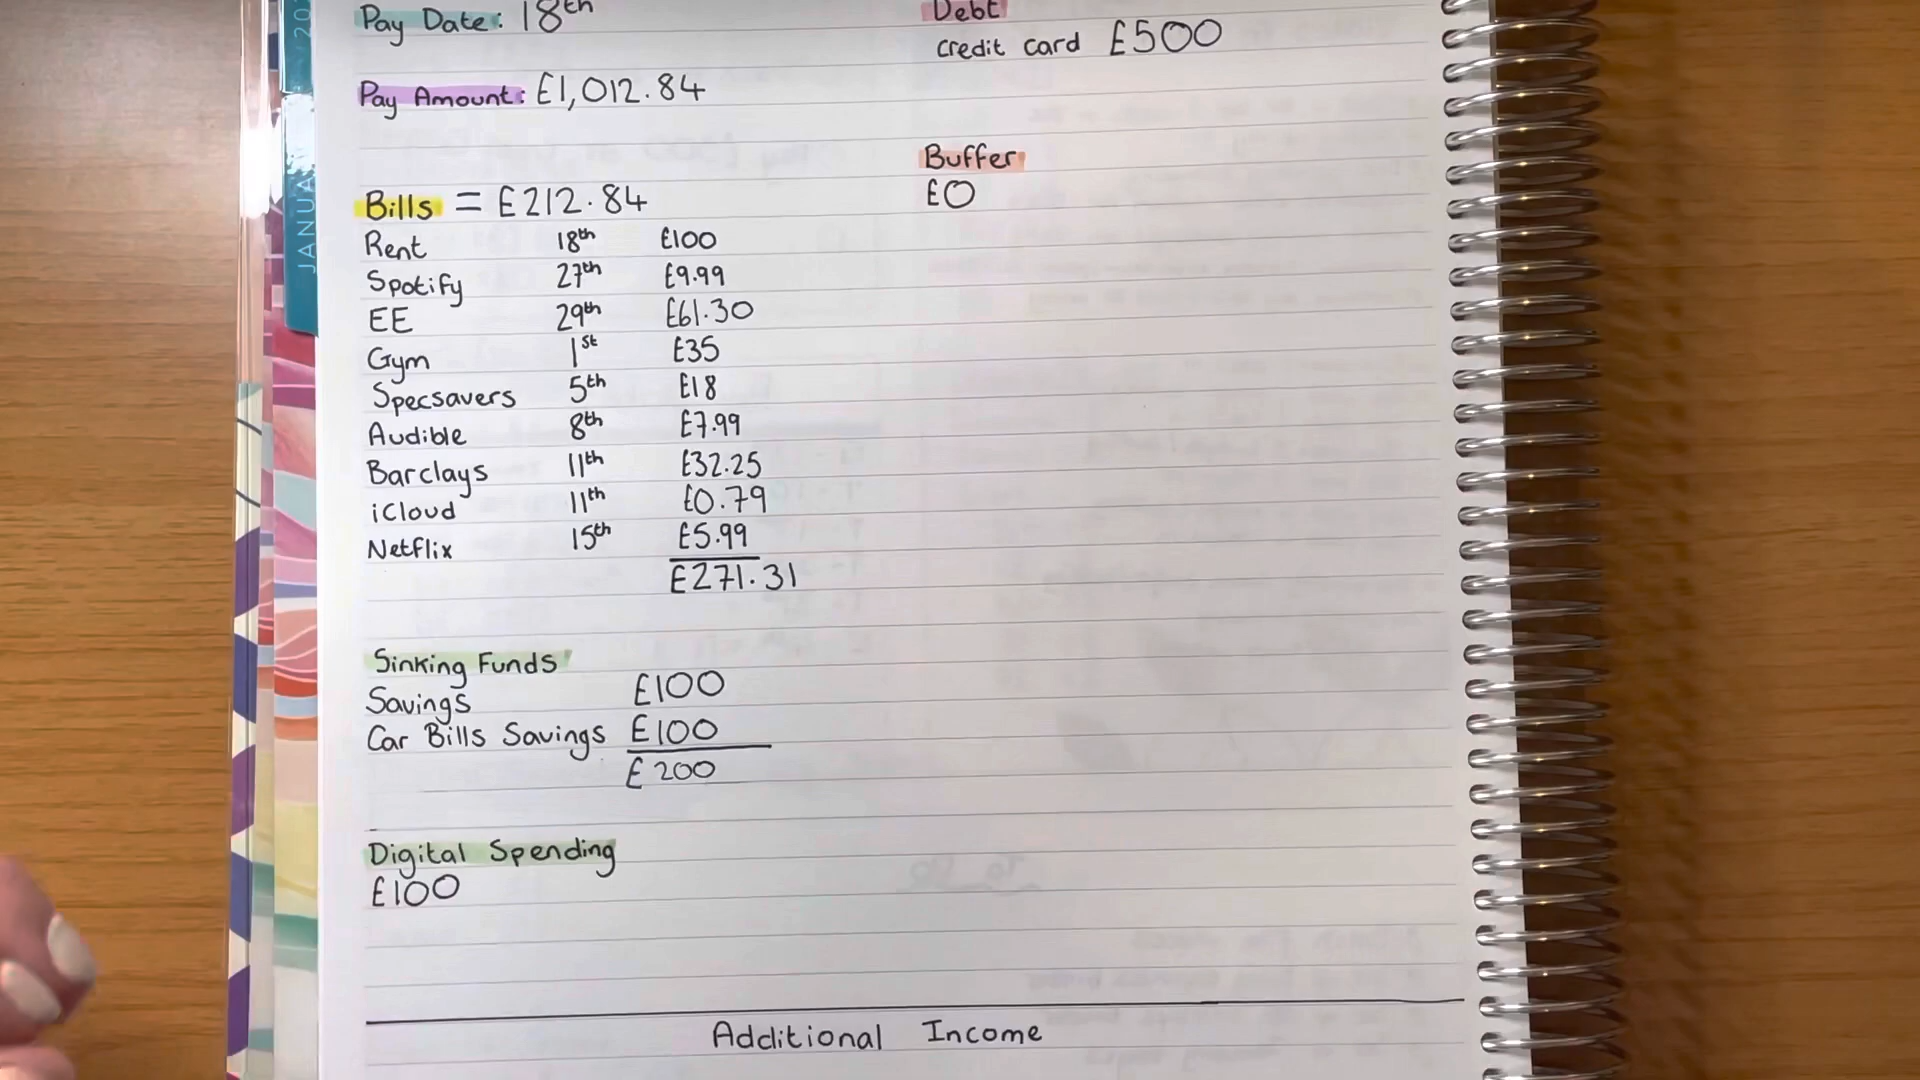 Pay Date: 18th
Pay Amount: £1,012.84
Bills = £212.84
Rent 18th £100
Spotify 27th £9.99
EE 29th £61.30
Gym 1st £35
Specsavers 5th £18
Audible 8th £7.99
Barclays 11th £32.25
iCloud 11th £0.79
Netflix 15th £5.99
£271.31
Sinking Funds
Savings £100
Car Bills Savings £100
£200
Digital Spending
£100
Debt
credit card £500
Buffer
£0
Additional Income